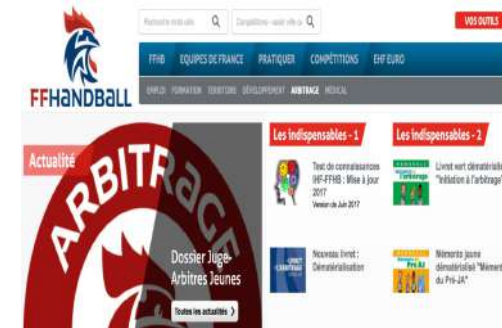 FFHANDBALL
VOS OUTILS
FFHB EQUIPES DE FRANCE PRATIQUER COMPÉTITIONS EHF EURO
EMPLOI FORMATION TERRITOIRE DÉVELOPPEMENT ARBITRAGE MÉDICAL
Actualité
ARBITRAGE
Dossier Juge-
Arbitres Jeunes
Toutes les actualités
Les indispensables - 1
Test de connaissances
IHF-FFHB : Mise à jour
2017
Version de Juin 2017
Nouveau livret :
Dématérialisation
Les indispensables - 2
Livret vert dématérialisé
"Initiation à l'arbitrage"
Mémento jaune
dématérialisé "Mément
du Pré-JA"